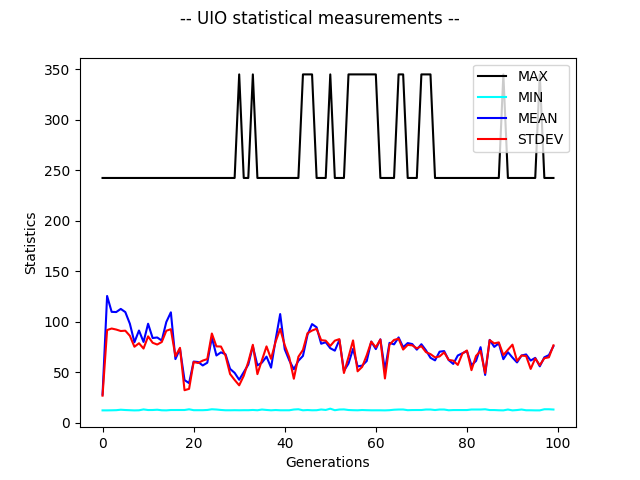 -- UIO statistical measurements --
350
300
250
200
150
100
50
0
Statistics
MAX
MIN
MEAN
STDEV
0 20 40 60 80 100
Generations